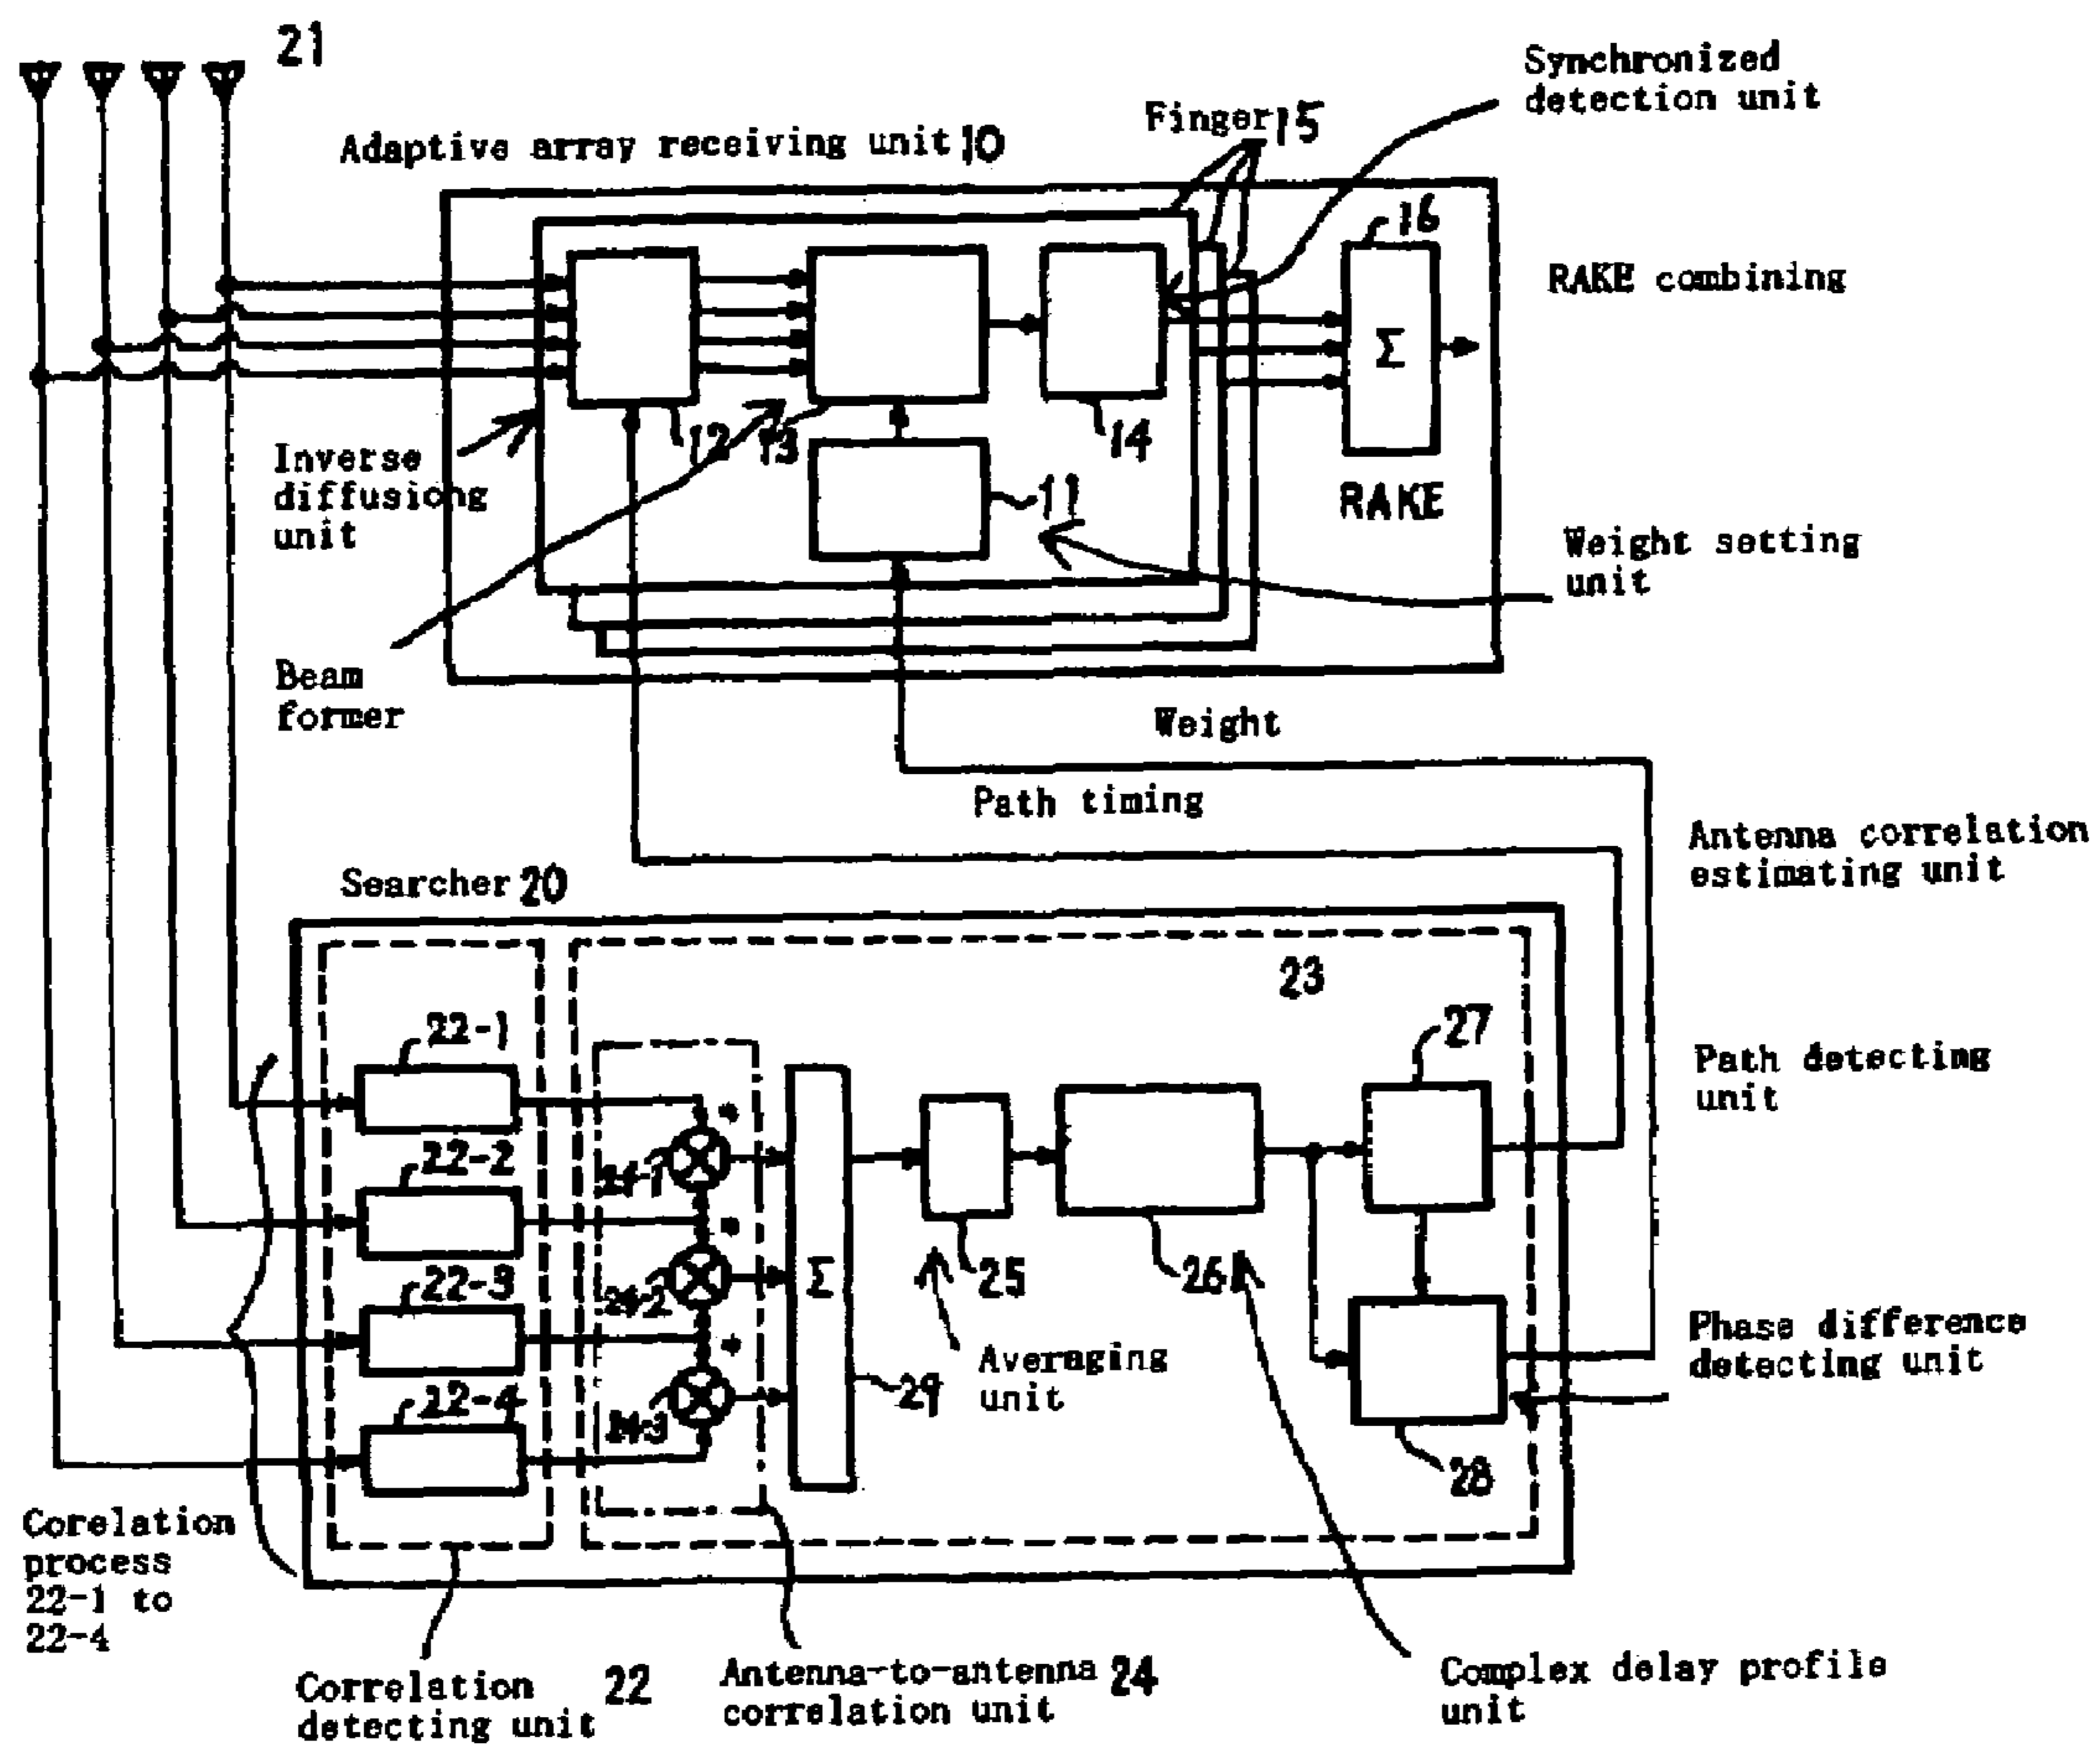 21
Synchronized
detection unit
Finger 15
Adaptive array receiving unit 10
16
RAKE combining
Σ
12
13
14
Inverse
diffusiong
unit
11
RAKE
Weight setting
unit
Beam
former
Weight
Path timing
Antenna correlation
estimating unit
Searcher 20
23
22-1
27
Path detecting
unit
22-2
24-1
22-3
24-2
Σ
25
26
Phase difference
detecting unit
Averaging
unit
29
22-4
24-3
28
Corelation
process
22-1 to
22-4
Correlation
detecting unit 22
Antenna-to-antenna 24
correlation unit
Complex delay profile
unit